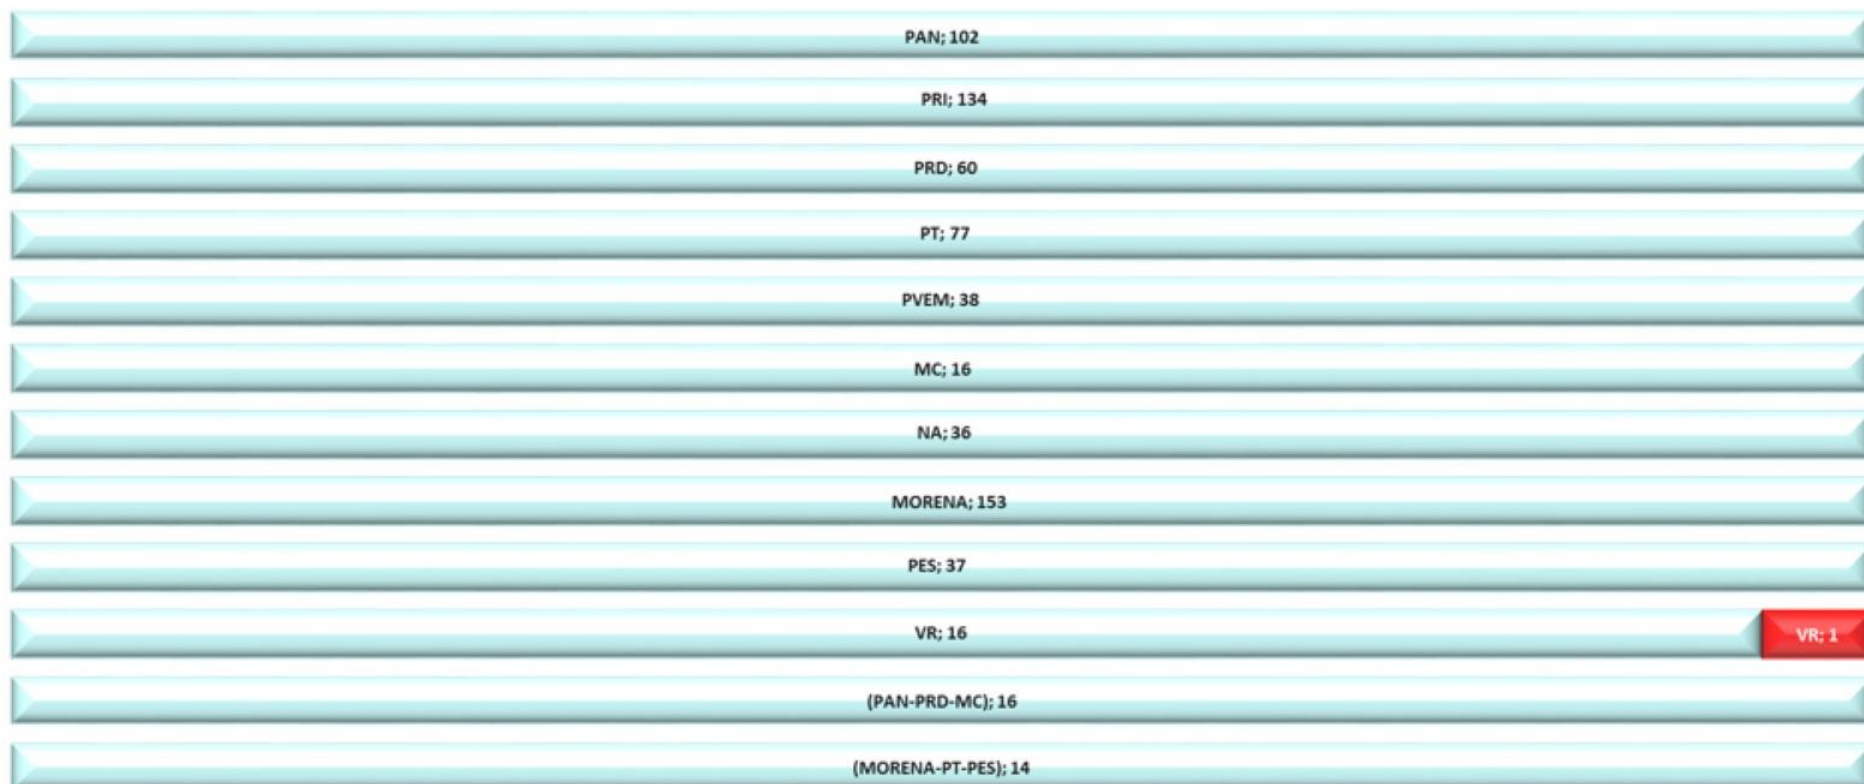 PAN; 102
PRI; 134
PRD; 60
PT; 77
PVEM; 38
MC; 16
NA; 36
MORENA; 153
PES; 37
VR; 16 VR; 1
(PAN-PRD-MC); 16
(MORENA-PT-PES); 14